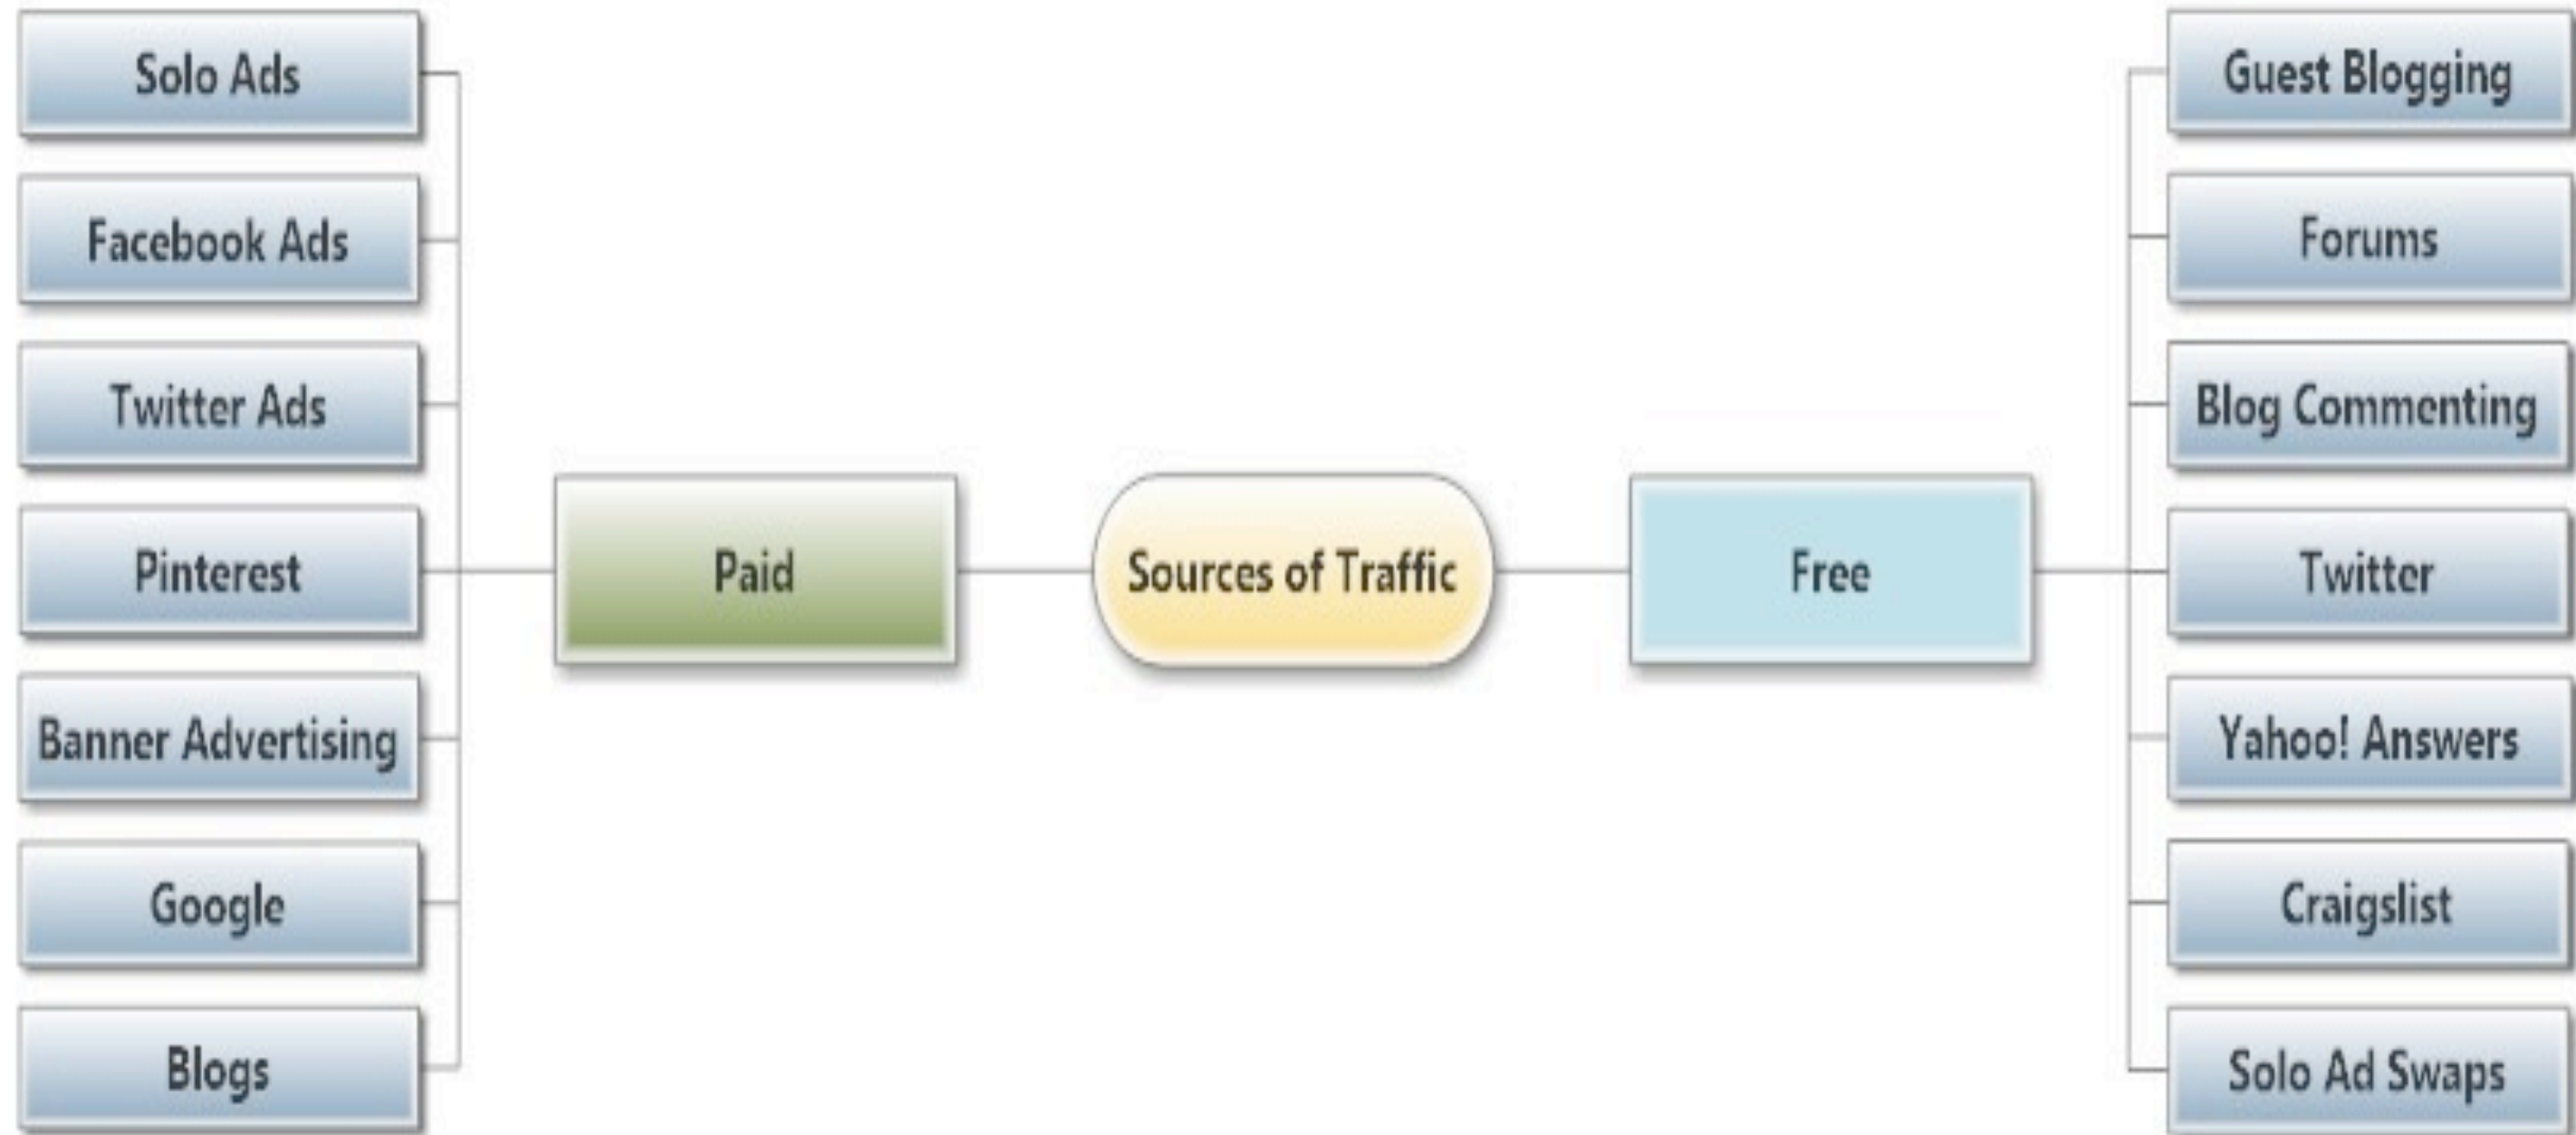 Solo Ads
Facebook Ads
Twitter Ads
Pinterest
Banner Advertising
Google
Blogs
Paid
Sources of Traffic
Free
Guest Blogging
Forums
Blog Commenting
Twitter
Yahoo! Answers
Craigslist
Solo Ad Swaps